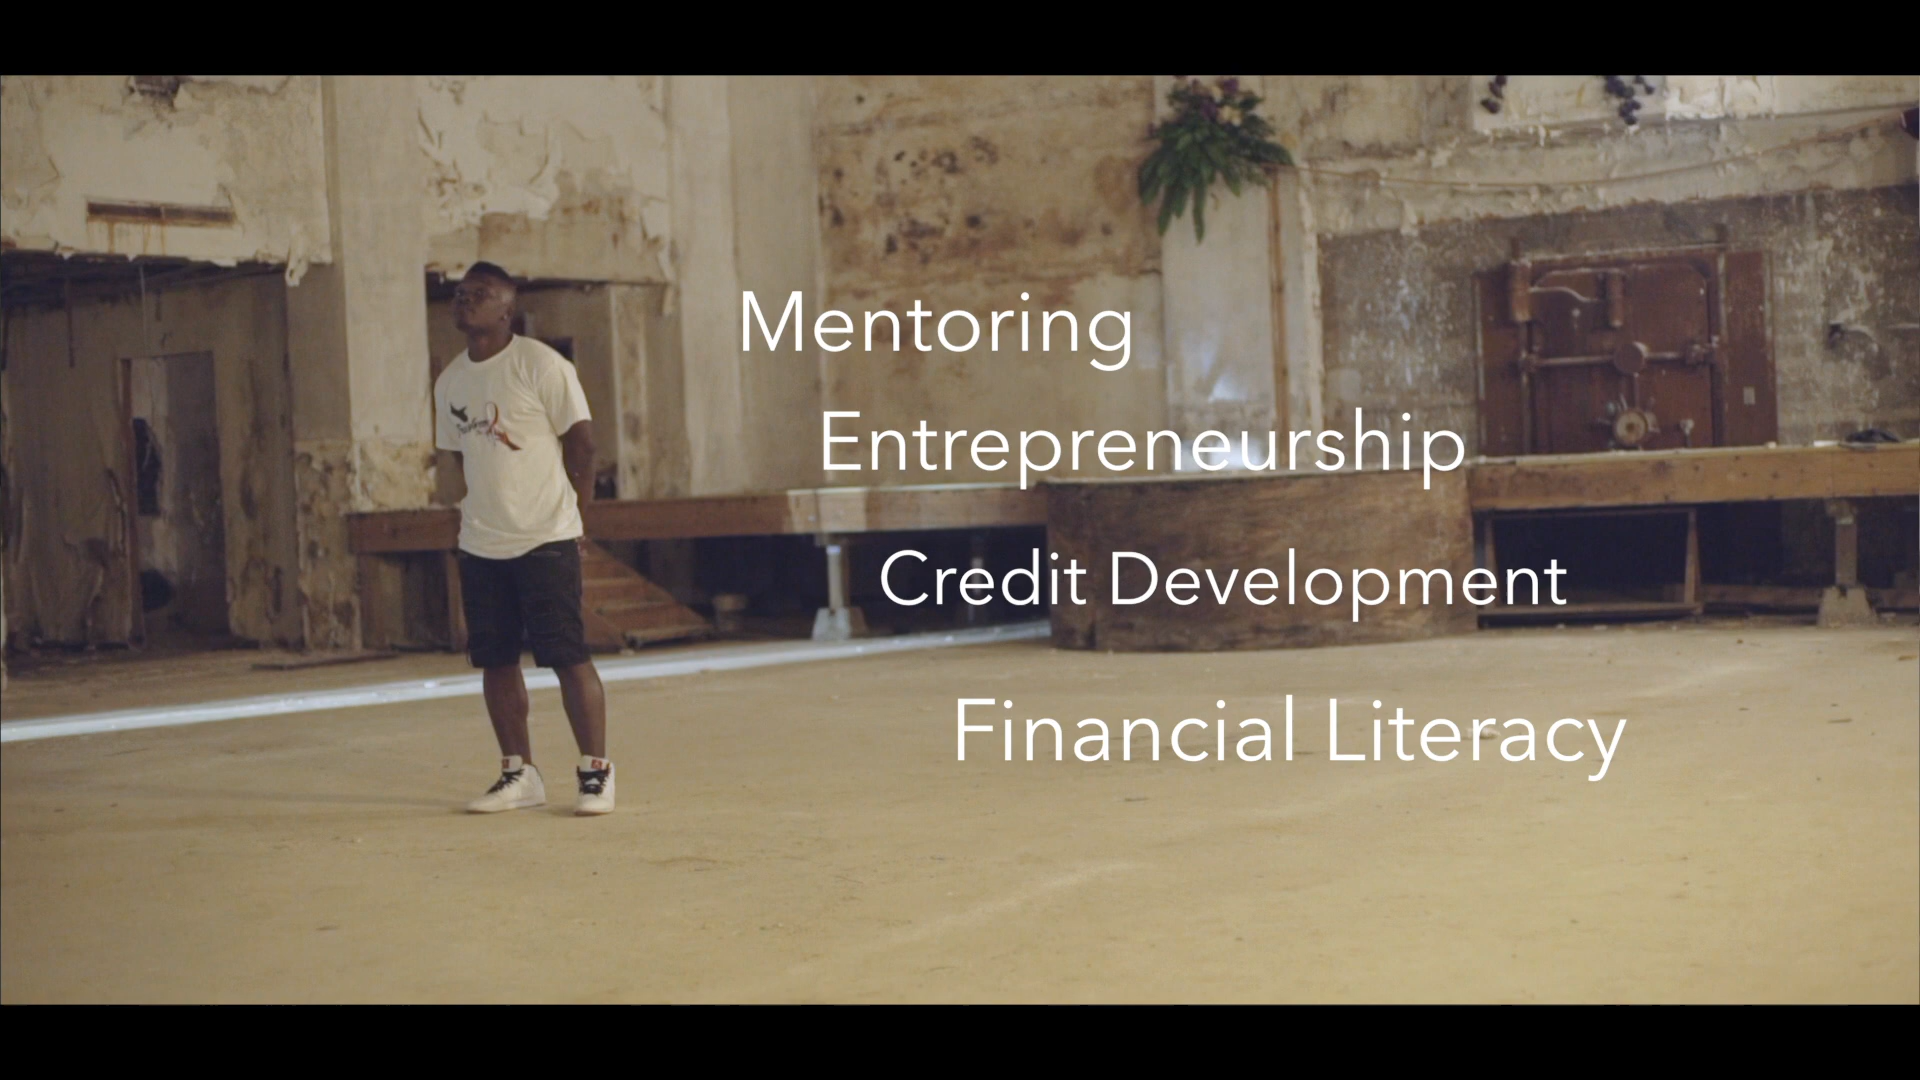 Mentoring
Entrepreneurship
Credit Development
Financial Literacy